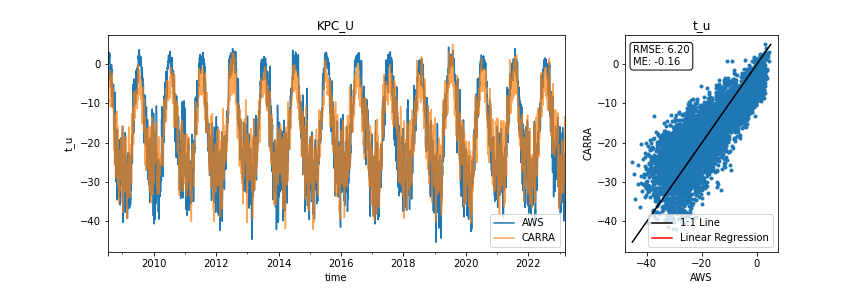 KPC_U
t_u
0
−10
−20
−30
−40
2010
2012
2014
2016
2018
2020
2022
time
AWS
CARRA
t_u
RMSE: 6.20
ME: -0.16
CARRA
0
−10
−20
−30
−40
−40
−20
0
AWS
1:1 Line
Linear Regression